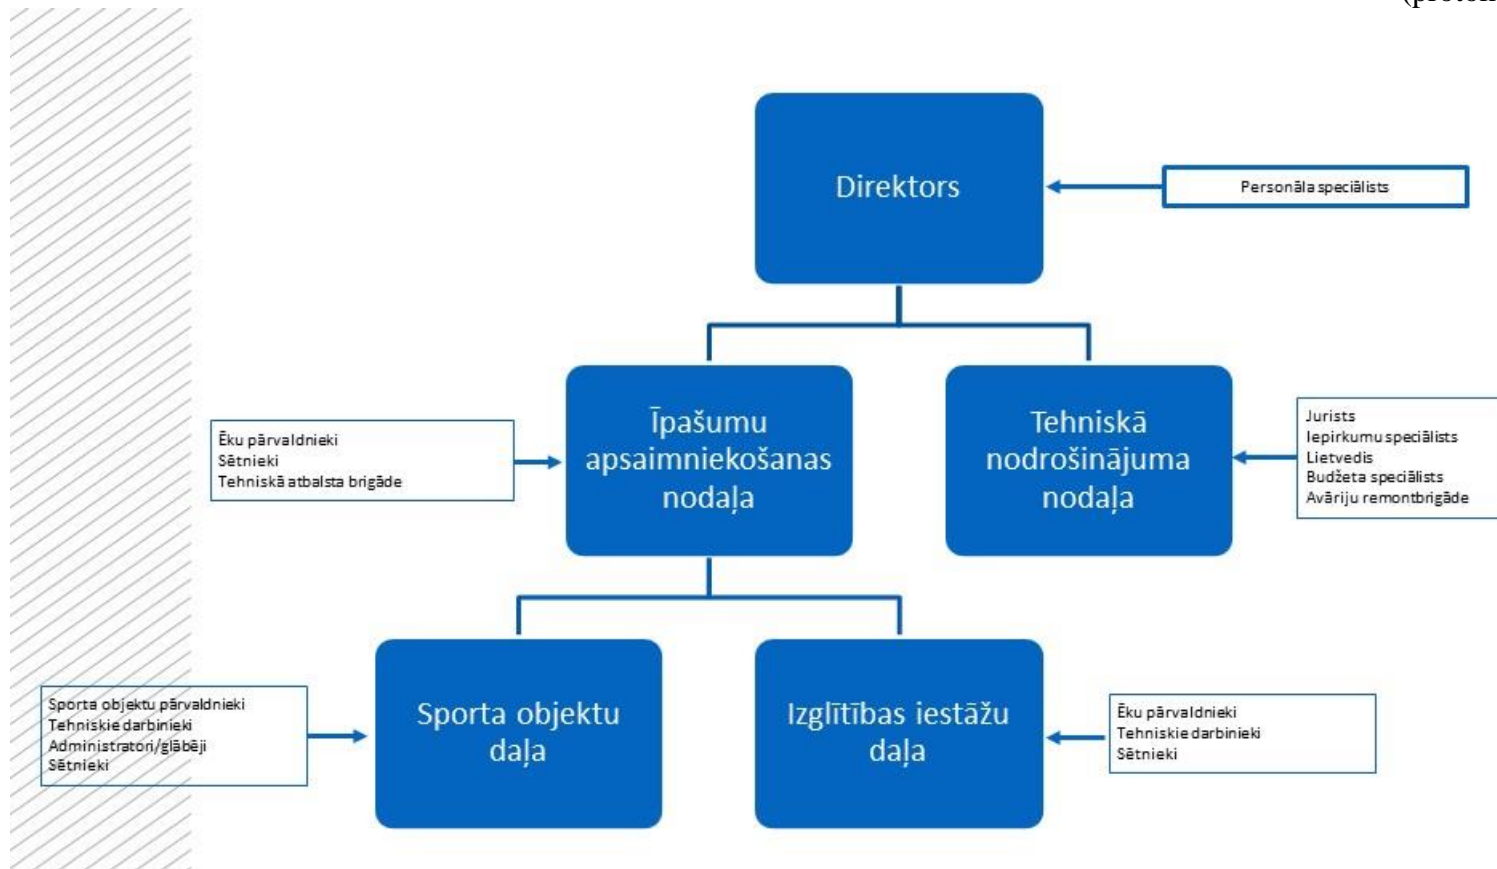 Direktors
Personāla speciālists
Īpašumu
apsaimniekošanas
nodaļa
Tehniskā
nodrošinājuma
nodaļa
Ēku pārvaldnieki
Sētnieki
Tehniskā atbalsta brigāde
Jurists
Iepirkumu speciālists
Lietvedis
Budžeta speciālists
Avāriju remontbrigāde
Sporta objektu
daļa
Izglītības iestāžu
daļa
Sporta objektu pārvaldnieki
Tehniskie darbinieki
Administratori/glābēji
Sētnieki
Ēku pārvaldnieki
Tehniskie darbinieki
Sētnieki